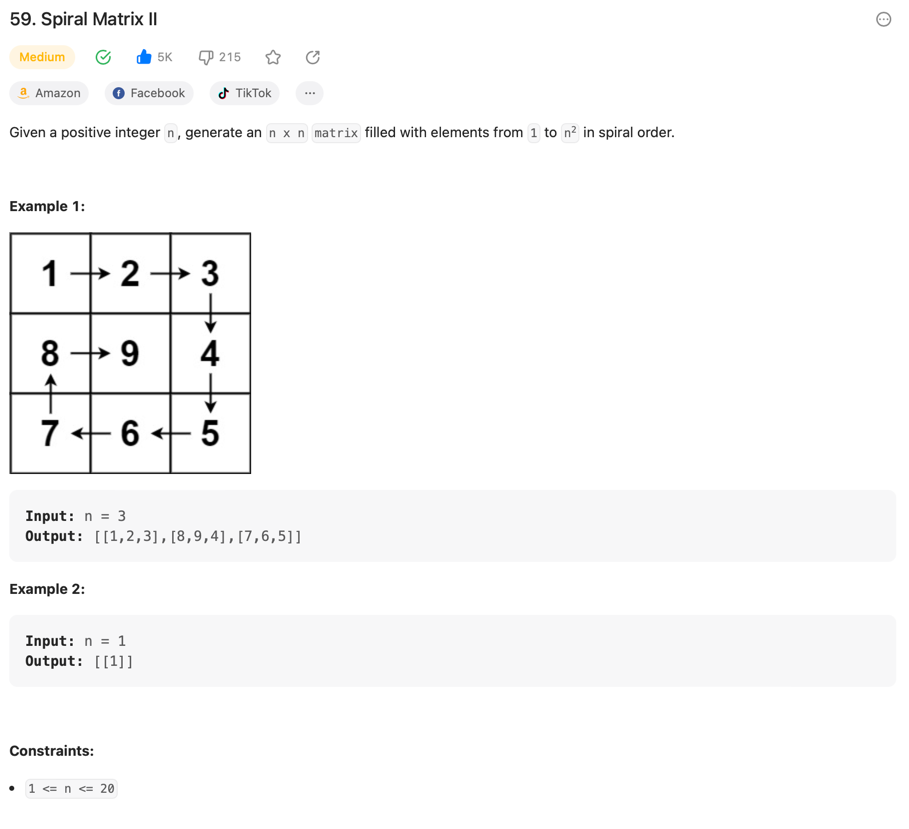 59. Spiral Matrix II
Medium 5K 215
Amazon Facebook TikTok ...
Given a positive integer n, generate an n x n matrix filled with elements from 1 to n² in spiral order.
Example 1:
1 2 3
8 9 4
7 6 5
Input: n = 3
Output: [[1,2,3],[8,9,4],[7,6,5]]
Example 2:
Input: n = 1
Output: [[1]]
Constraints:
• 1 <= n <= 20